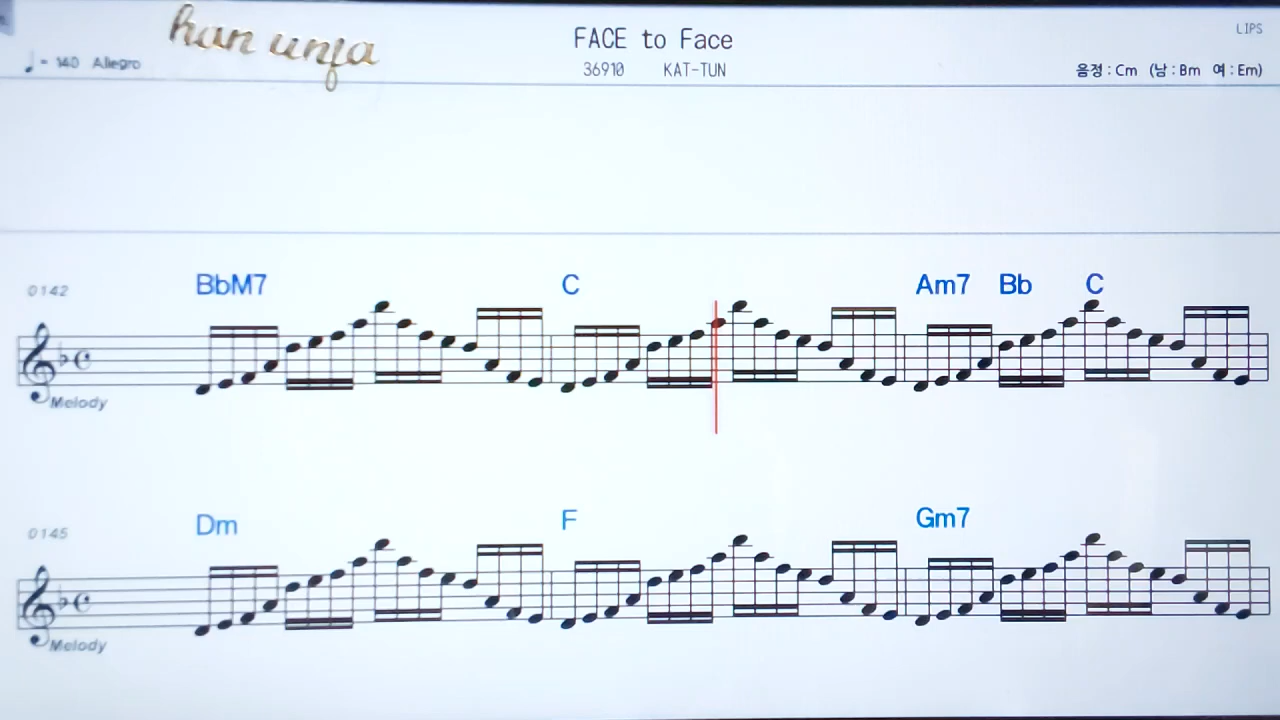 han unfa
FACE to Face
LIPS
♩ = 140 Allegro
36910 KAT-TUN
음정 : Cm (남 : Bm 여 : Em)
BbM7 C Am7 Bb C
0142
Melody
Dm F Gm7
0145
Melody